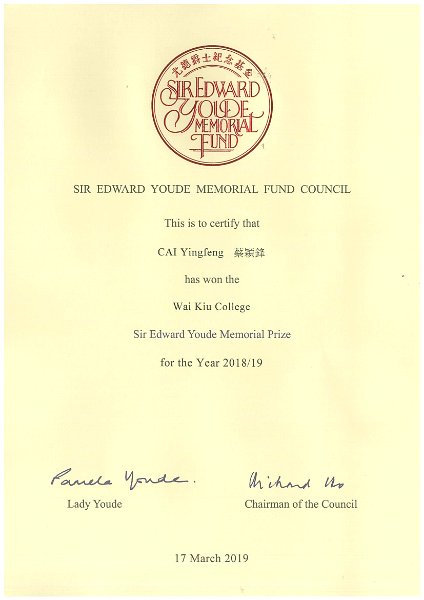 尤德爵士紀念基金
SIR EDWARD
YOUDE
MEMORIAL
FUND
SIR EDWARD YOUDE MEMORIAL FUND COUNCIL
This is to certify that
CAI Yingfeng 蔡穎鋒
has won the
Wai Kiu College
Sir Edward Youde Memorial Prize
for the Year 2018/19
Pamela Youde. Richard Ho
Lady Youde Chairman of the Council
17 March 2019